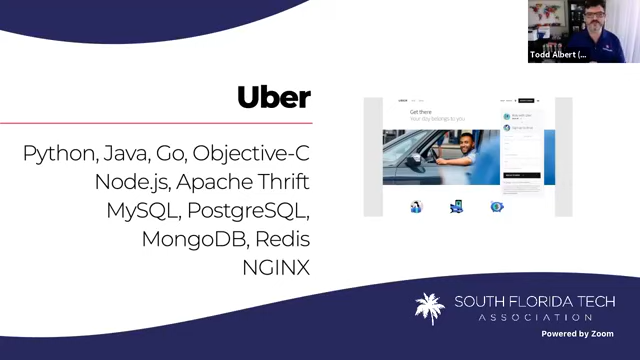 Todd Albert (...
Uber
Python, Java, Go, Objective-C
Node.js, Apache Thrift
MySQL, PostgreSQL,
MongoDB, Redis
NGINX
Get there
Your day belongs to you
SOUTH FLORIDA TECH
ASSOCIATION
Powered by Zoom